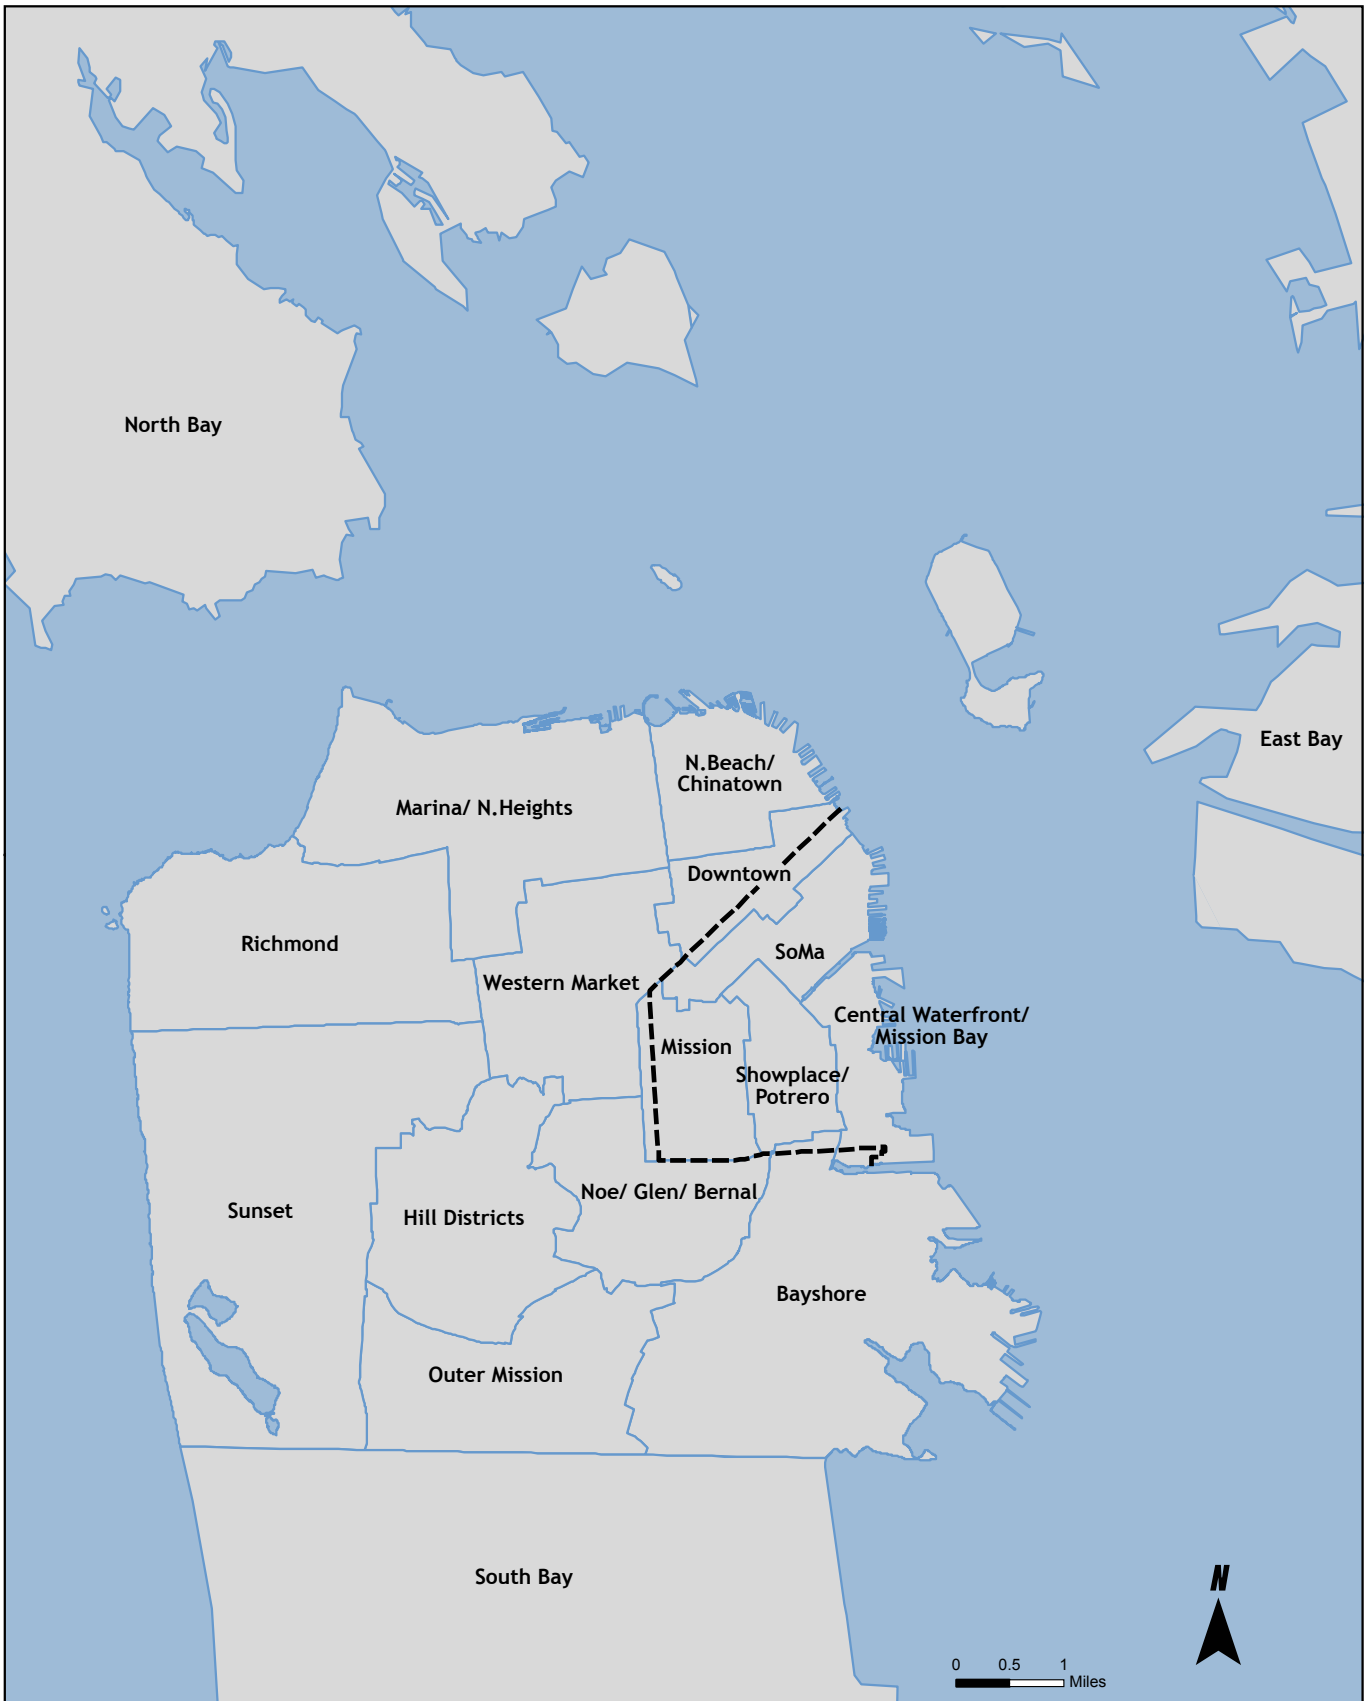 North Bay
East Bay
N.Beach/
Chinatown
Marina/ N.Heights
Downtown
Richmond
SoMa
Western Market
Central Waterfront/
Mission Bay
Mission
Showplace/
Potrero
Noe/ Glen/ Bernal
Sunset
Hill Districts
Bayshore
Outer Mission
South Bay
N
0 0.5 1
Miles